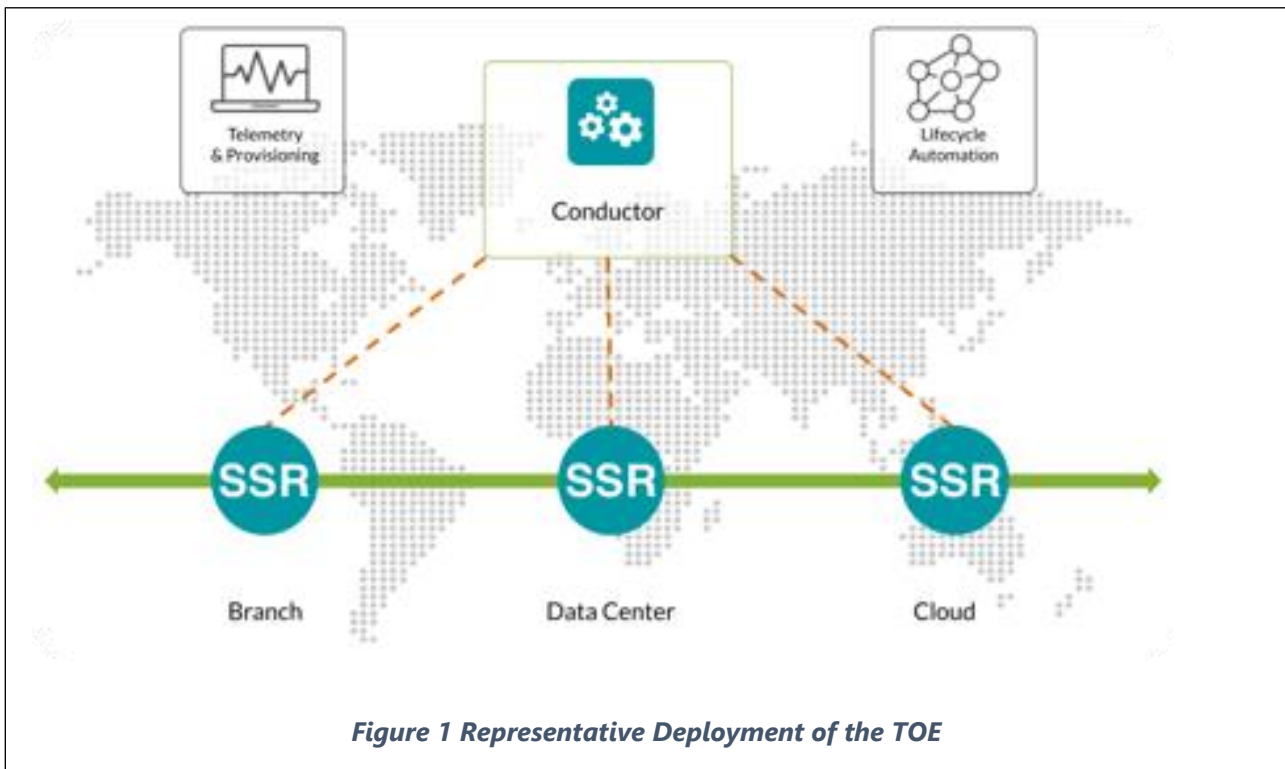 Telemetry
& Provisioning
Conductor
Lifecycle
Automation
SSR
SSR
SSR
Branch
Data Center
Cloud
Figure 1 Representative Deployment of the TOE